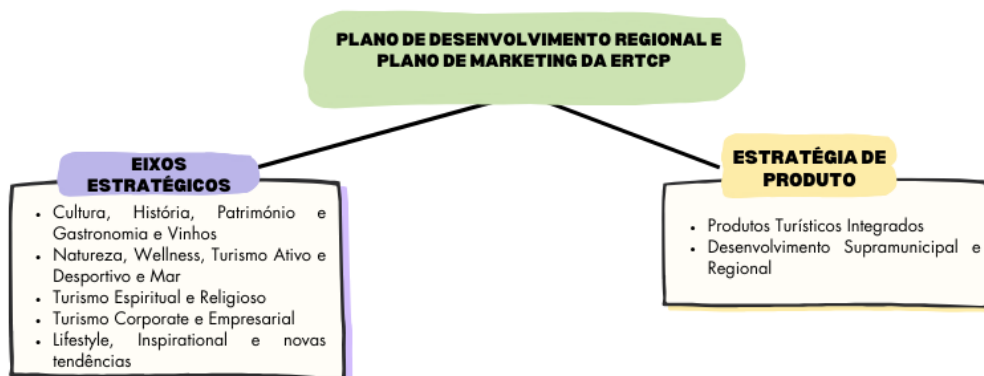 PLANO DE DESENVOLVIMENTO REGIONAL E
PLANO DE MARKETING DA ERTCP
EIXOS
ESTRATÉGICOS
• Cultura, História, Património e
Gastronomia e Vinhos
• Natureza, Wellness, Turismo Ativo e
Desportivo e Mar
• Turismo Espiritual e Religioso
• Turismo Corporate e Empresarial
• Lifestyle, Inspirational e novas
tendências
ESTRATÉGIA DE
PRODUTO
• Produtos Turísticos Integrados
• Desenvolvimento Supramunicipal e
Regional